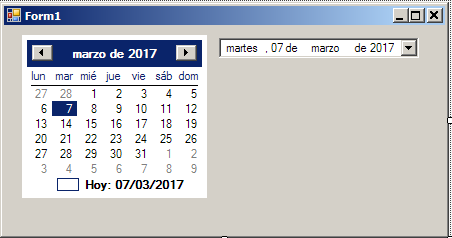 Form1
marzo de 2017
martes , 07 de marzo de 2017
lun mar mié jue vie sáb dom
27 28 1 2 3 4 5
6 7 8 9 10 11 12
13 14 15 16 17 18 19
20 21 22 23 24 25 26
27 28 29 30 31 1 2
3 4 5 6 7 8 9
Hoy: 07/03/2017